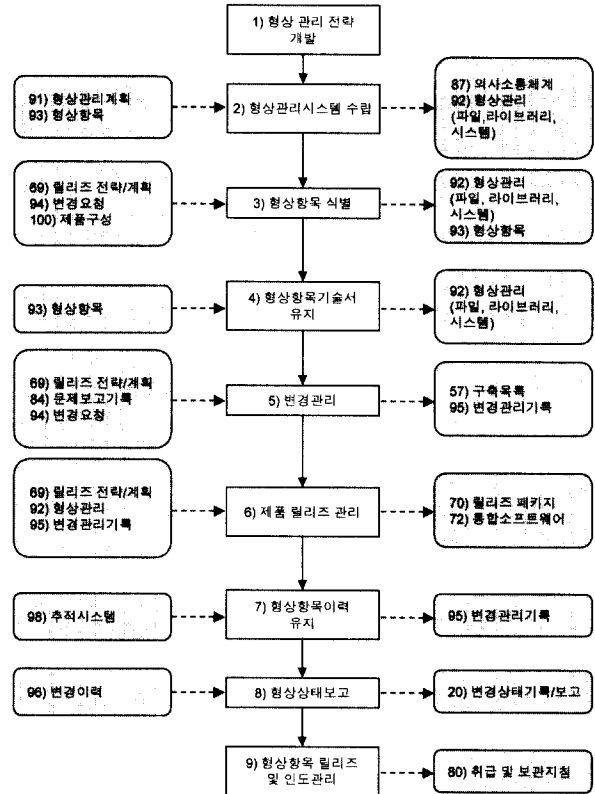 1) 형상 관리 전략
개발
91) 형상관리계획
93) 형상항목
2) 형상관리시스템 수립
87) 의사소통체계
92) 형상관리
(파일,라이브러리,
시스템)
69) 릴리즈 전략/계획
94) 변경요청
100) 제품구성
3) 형상항목 식별
92) 형상관리
(파일, 라이브러리,
시스템)
93) 형상항목
93) 형상항목
4) 형상항목기술서
유지
92) 형상관리
(파일, 라이브러리,
시스템)
69) 릴리즈 전략/계획
84) 문제보고기록
94) 변경요청
5) 변경관리
57) 구축목록
95) 변경관리기록
69) 릴리즈 전략/계획
92) 형상관리
95) 변경관리기록
6) 제품 릴리즈 관리
70) 릴리즈 패키지
72) 통합소프트웨어
98) 추적시스템
7) 형상항목이력
유지
95) 변경관리기록
96) 변경이력
8) 형상상태보고
20) 변경상태기록/보고
9) 형상항목 릴리즈
및 인도관리
80) 취급 및 보관지침